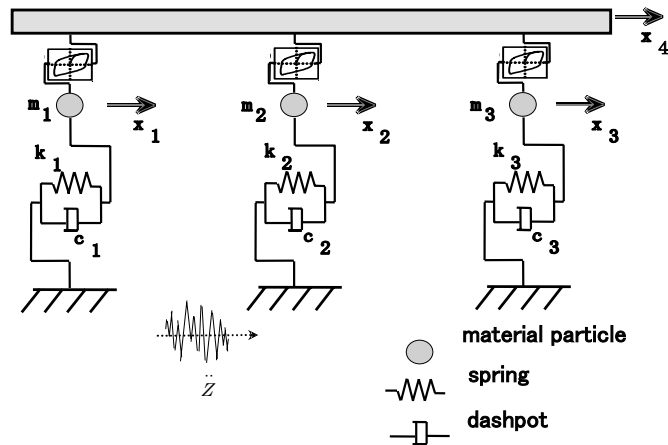 x 4
m 1
x 1
m 2
x 2
m 3
x 3
k 1
k 2
k 3
c 1
c 2
c 3
Z̈
material particle
spring
dashpot